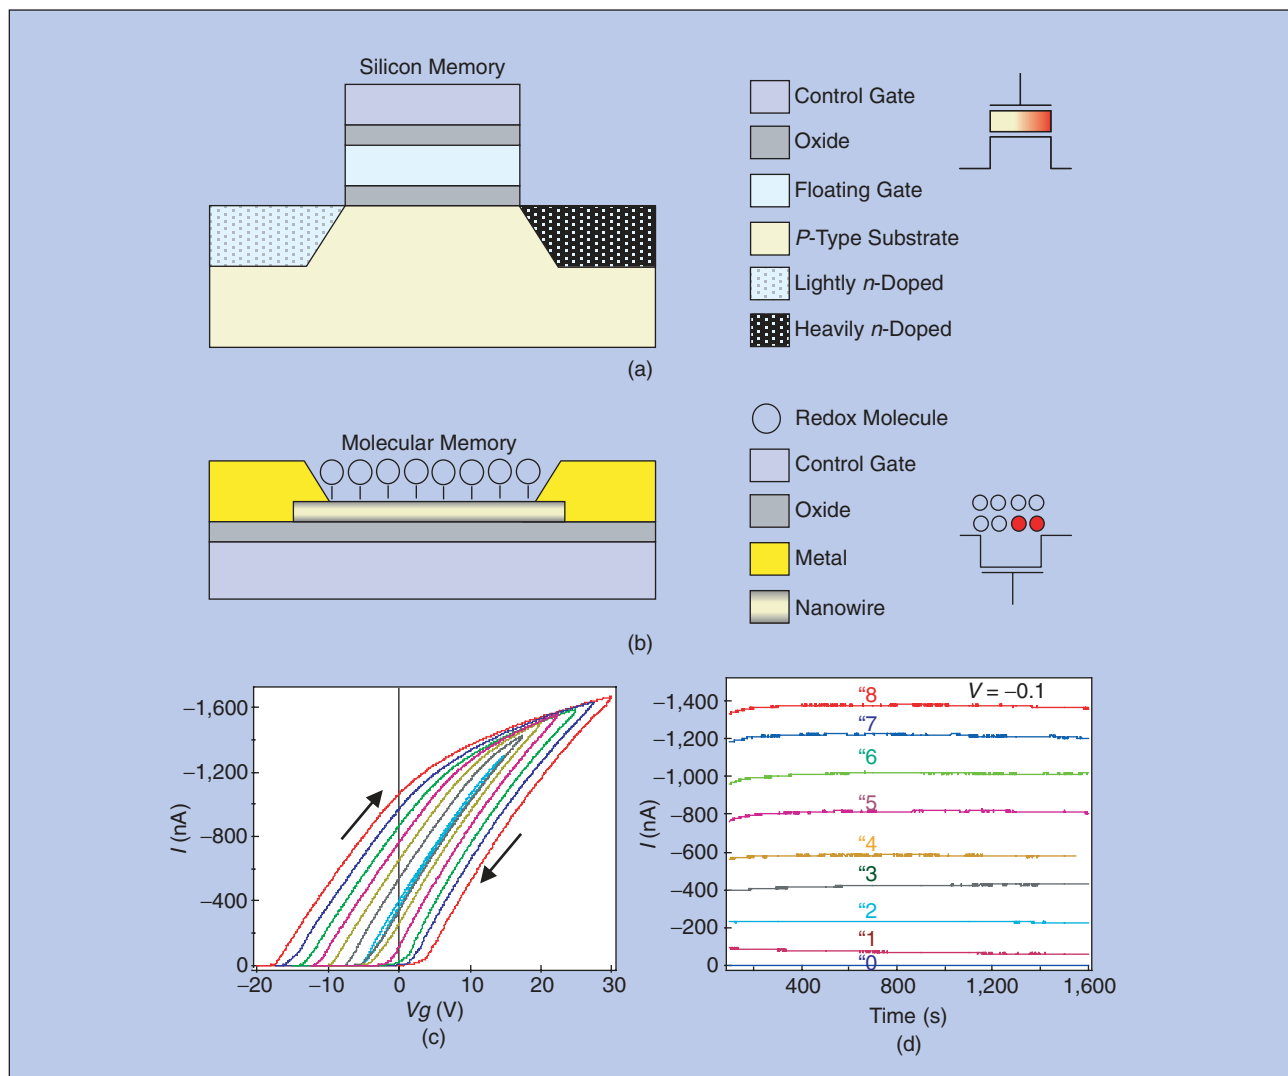 Silicon Memory
Control Gate
Oxide
Floating Gate
P-Type Substrate
Lightly n-Doped
Heavily n-Doped
(a)
Molecular Memory
Redox Molecule
Control Gate
Oxide
Metal
Nanowire
(b)
–1,600
–1,200
–800
–400
0
I (nA)
–20
–10
0
10
20
30
Vg (V)
(c)
V = –0.1
–1,400
–1,200
–1,000
–800
–600
–400
–200
0
I (nA)
“8
“7
“6
“5
“4
“3
“2
“1
“0
400
800
1,200
1,600
Time (s)
(d)